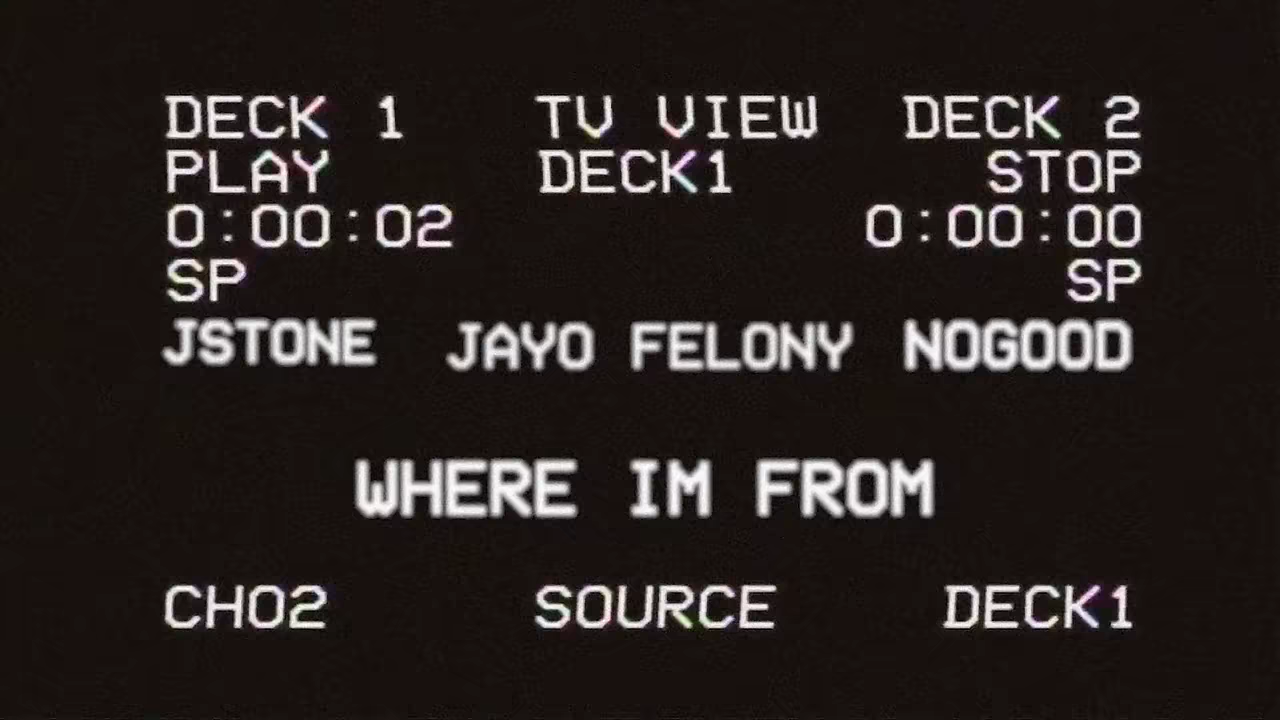 DECK 1 TV VIEW DECK 2
PLAY DECK1 STOP
0:00:02 0:00:00
SP SP
JSTONE JAYO FELONY NOGOOD
WHERE IM FROM
CH02 SOURCE DECK1